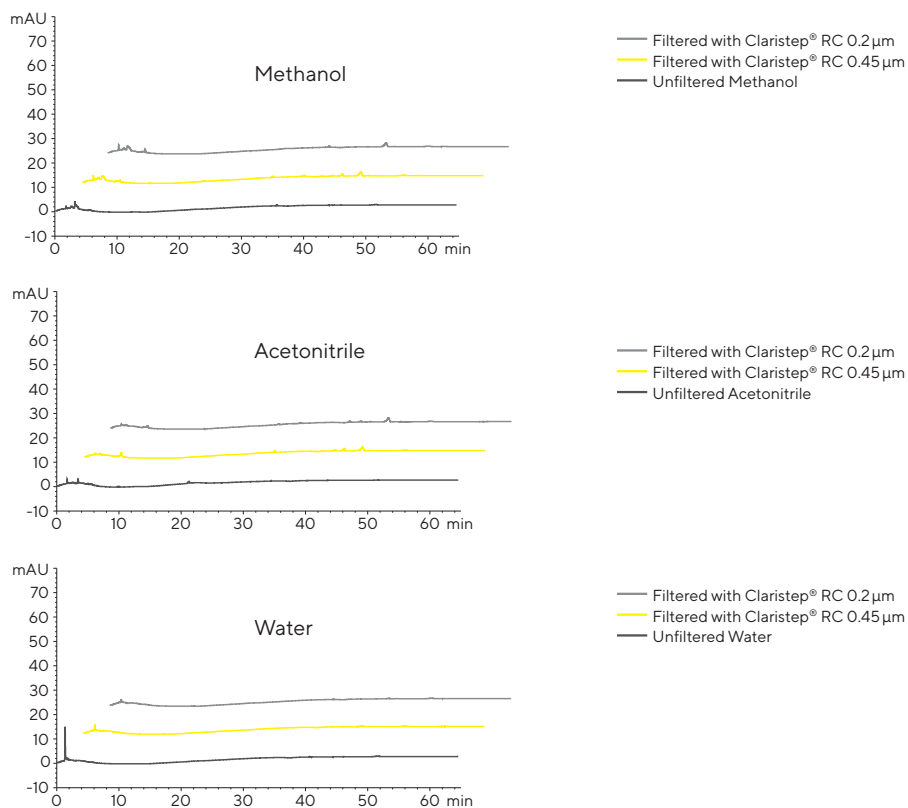 mAU
70
60
50
40
30
20
10
0
-10
0 10 20 30 40 50 60 min
Methanol
Filtered with Claristep® RC 0.2 µm
Filtered with Claristep® RC 0.45 µm
Unfiltered Methanol
mAU
70
60
50
40
30
20
10
0
-10
0 10 20 30 40 50 60 min
Acetonitrile
Filtered with Claristep® RC 0.2 µm
Filtered with Claristep® RC 0.45 µm
Unfiltered Acetonitrile
mAU
70
60
50
40
30
20
10
0
-10
0 10 20 30 40 50 60 min
Water
Filtered with Claristep® RC 0.2 µm
Filtered with Claristep® RC 0.45 µm
Unfiltered Water